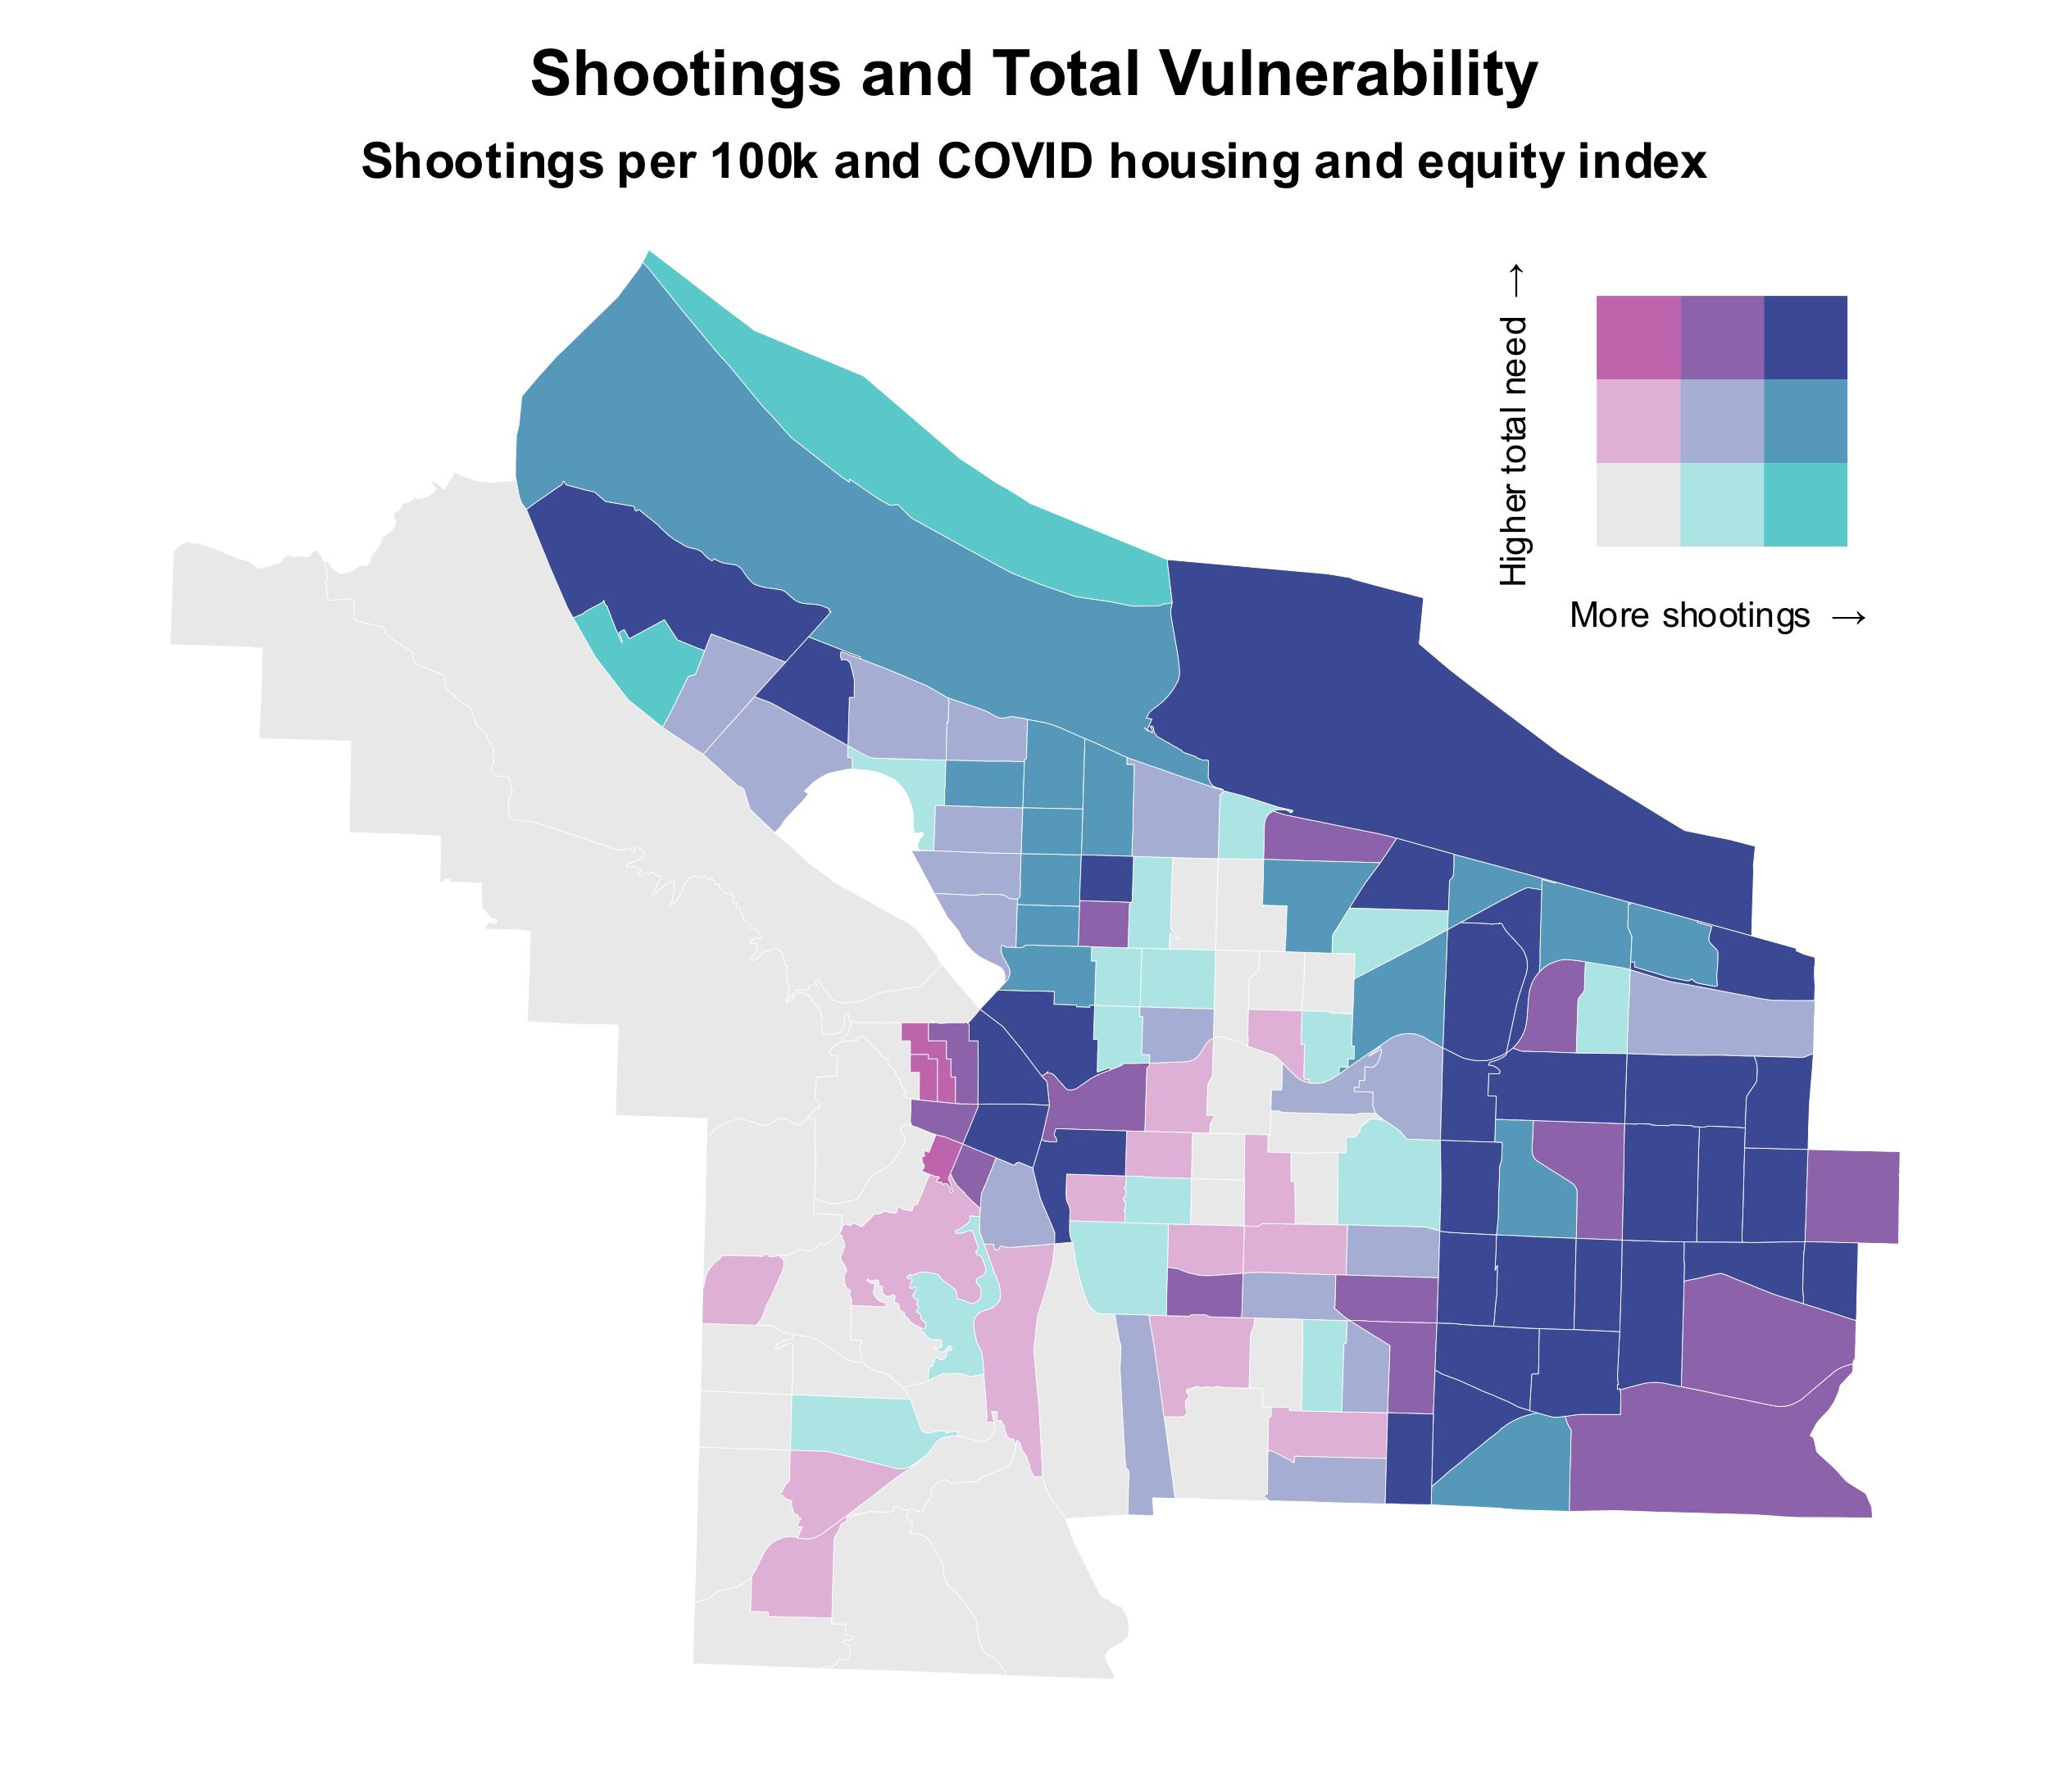 Shootings and Total Vulnerability
Shootings per 100k and COVID housing and equity index
Higher total need →
More shootings →